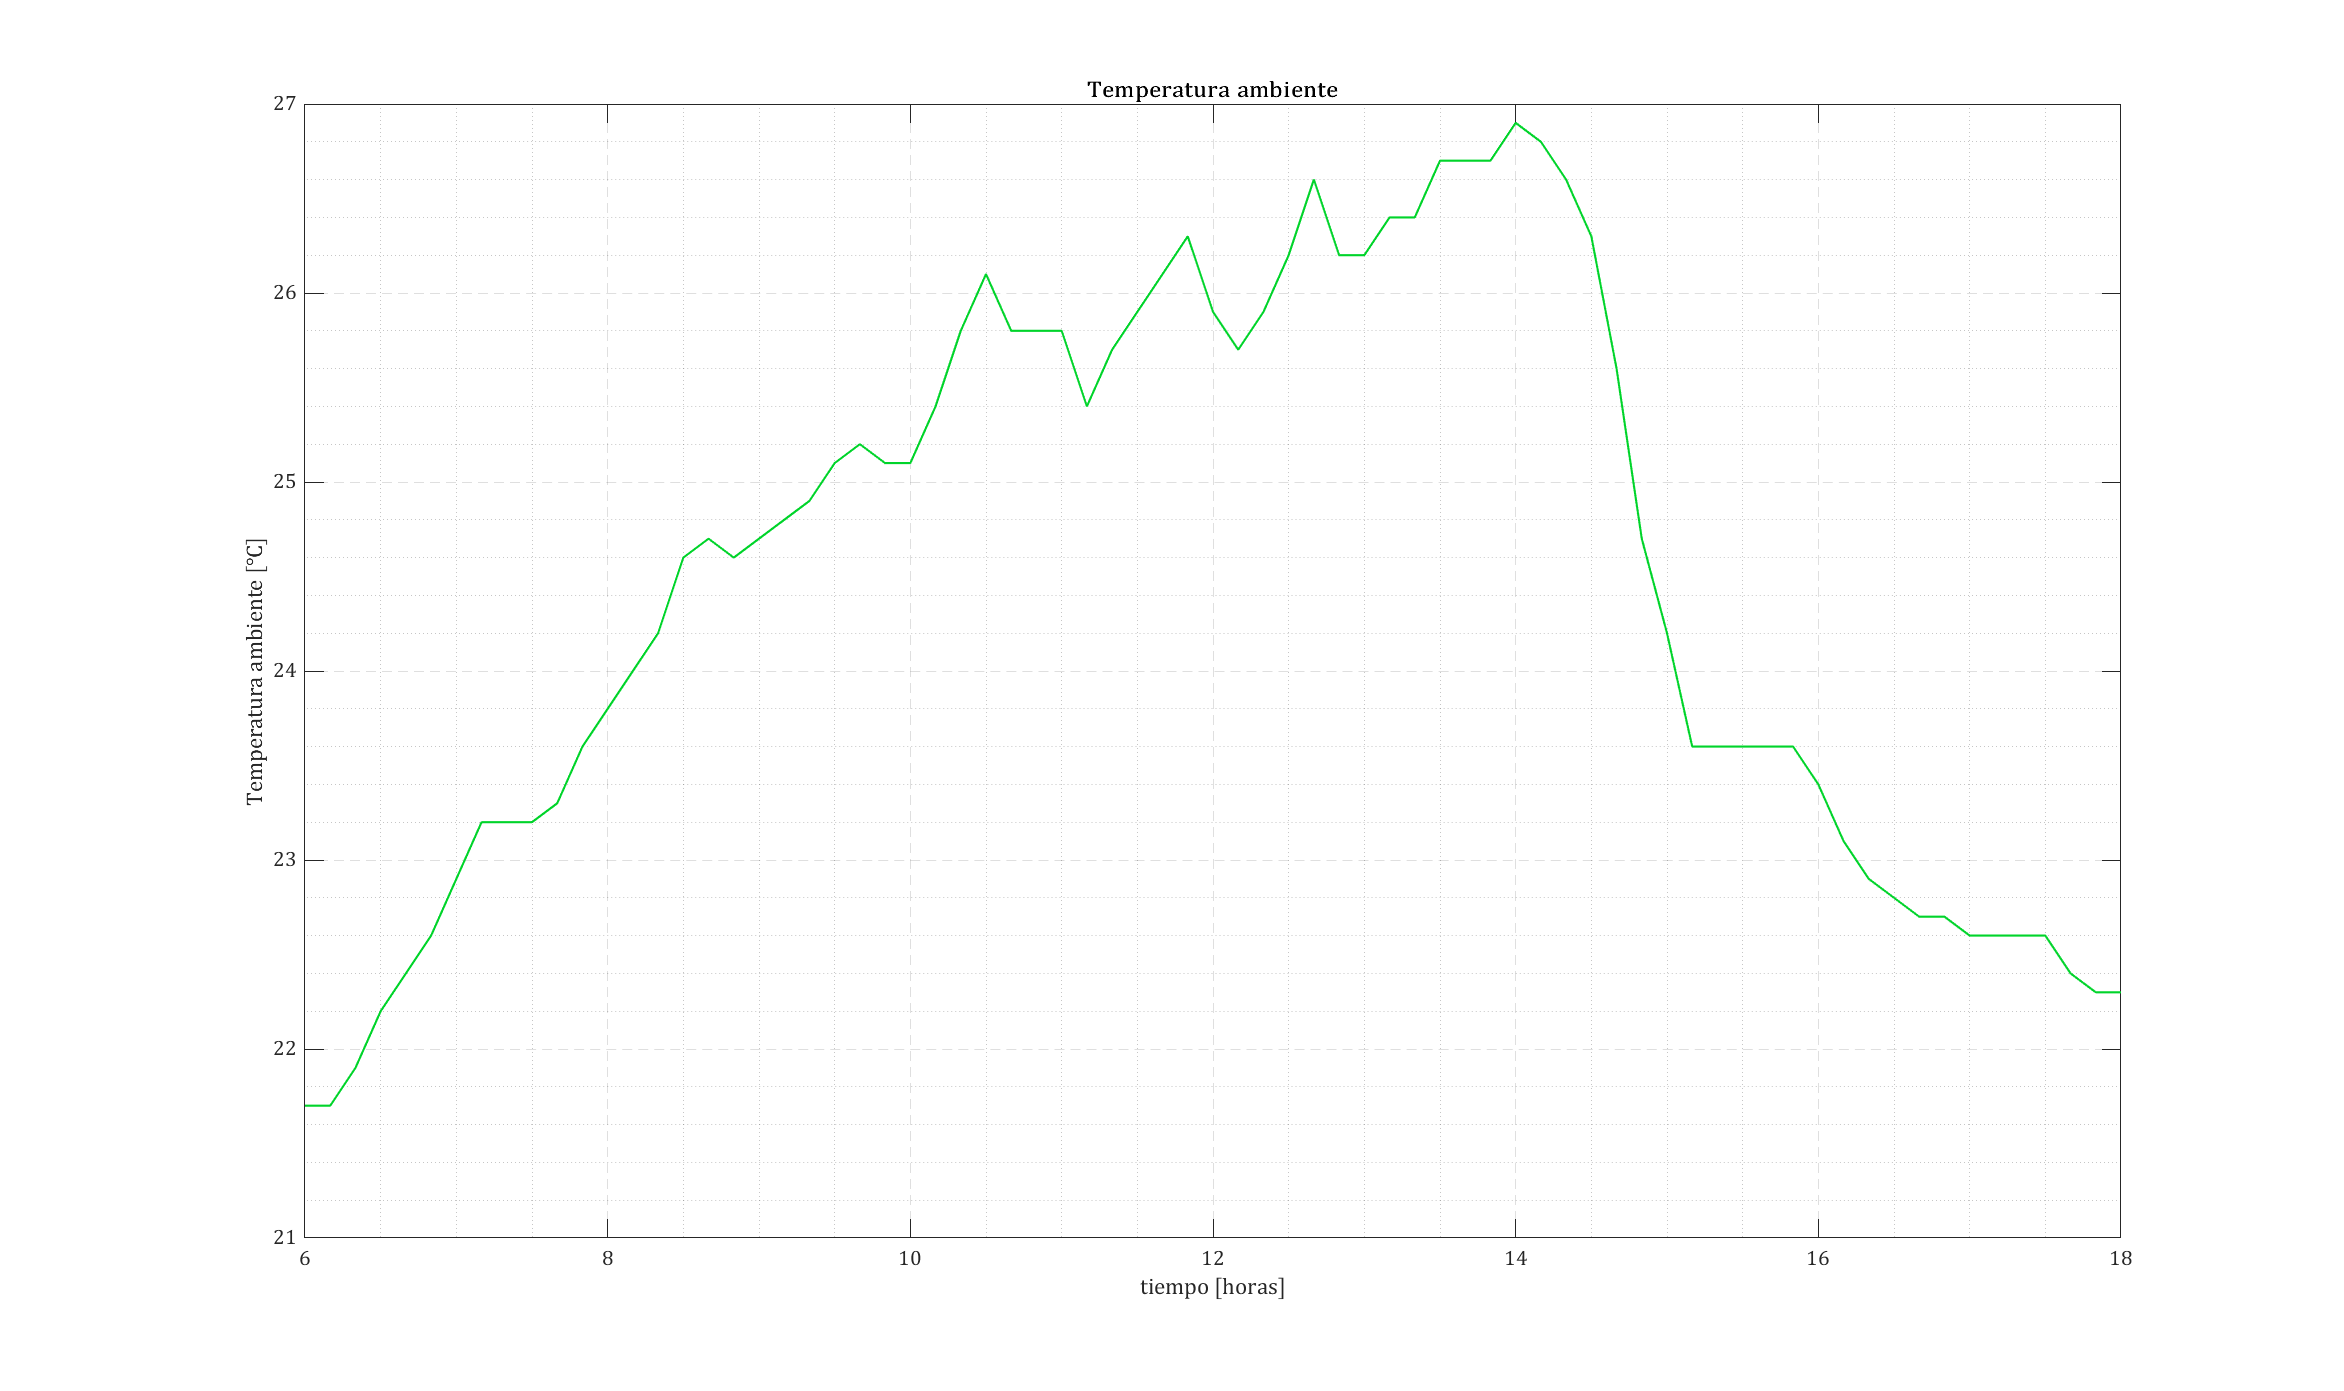 Temperatura ambiente
27
26
25
24
23
22
21
Temperatura ambiente [°C]
6 8 10 12 14 16 18
tiempo [horas]